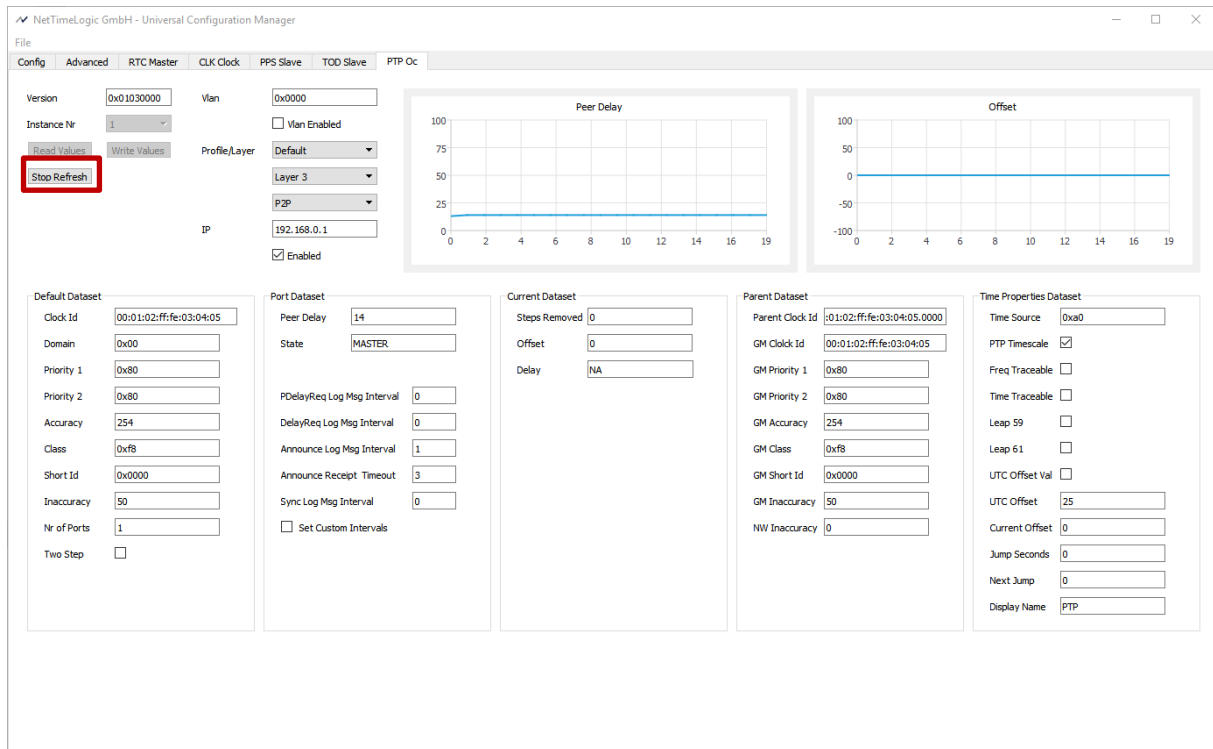 NetTimeLogic GmbH - Universal Configuration Manager
File
Config Advanced RTC Master CLK Clock PPS Slave TOD Slave PTP Oc
Version 0x01030000 Vlan 0x0000
Instance Nr 1 Vlan Enabled
Read Values Write Values Profile/Layer Default
Stop Refresh Layer 3
P2P
IP 192.168.0.1
Enabled
Peer Delay
100
75
50
25
0
0 2 4 6 8 10 12 14 16 19
Offset
100
50
0
-50
-100
0 2 4 6 8 10 12 14 16 19
Default Dataset
Clock Id 00:01:02:ff:fe:03:04:05
Domain 0x00
Priority 1 0x80
Priority 2 0x80
Accuracy 254
Class 0xf8
Short Id 0x0000
Inaccuracy 50
Nr of Ports 1
Two Step
Port Dataset
Peer Delay 14
State MASTER
PDelayReq Log Msg Interval 0
DelayReq Log Msg Interval 0
Announce Log Msg Interval 1
Announce Receipt Timeout 3
Sync Log Msg Interval 0
Set Custom Intervals
Current Dataset
Steps Removed 0
Offset 0
Delay NA
Parent Dataset
Parent Clock Id :01:02:ff:fe:03:04:05.0000
GM Clolck Id 00:01:02:ff:fe:03:04:05
GM Priority 1 0x80
GM Priority 2 0x80
GM Accuracy 254
GM Class 0xf8
GM Short Id 0x0000
GM Inaccuracy 50
NW Inaccuracy 0
Time Properties Dataset
Time Source 0xa0
PTP Timescale
Freq Traceable
Time Traceable
Leap 59
Leap 61
UTC Offset Val
UTC Offset 25
Current Offset 0
Jump Seconds 0
Next Jump 0
Display Name PTP